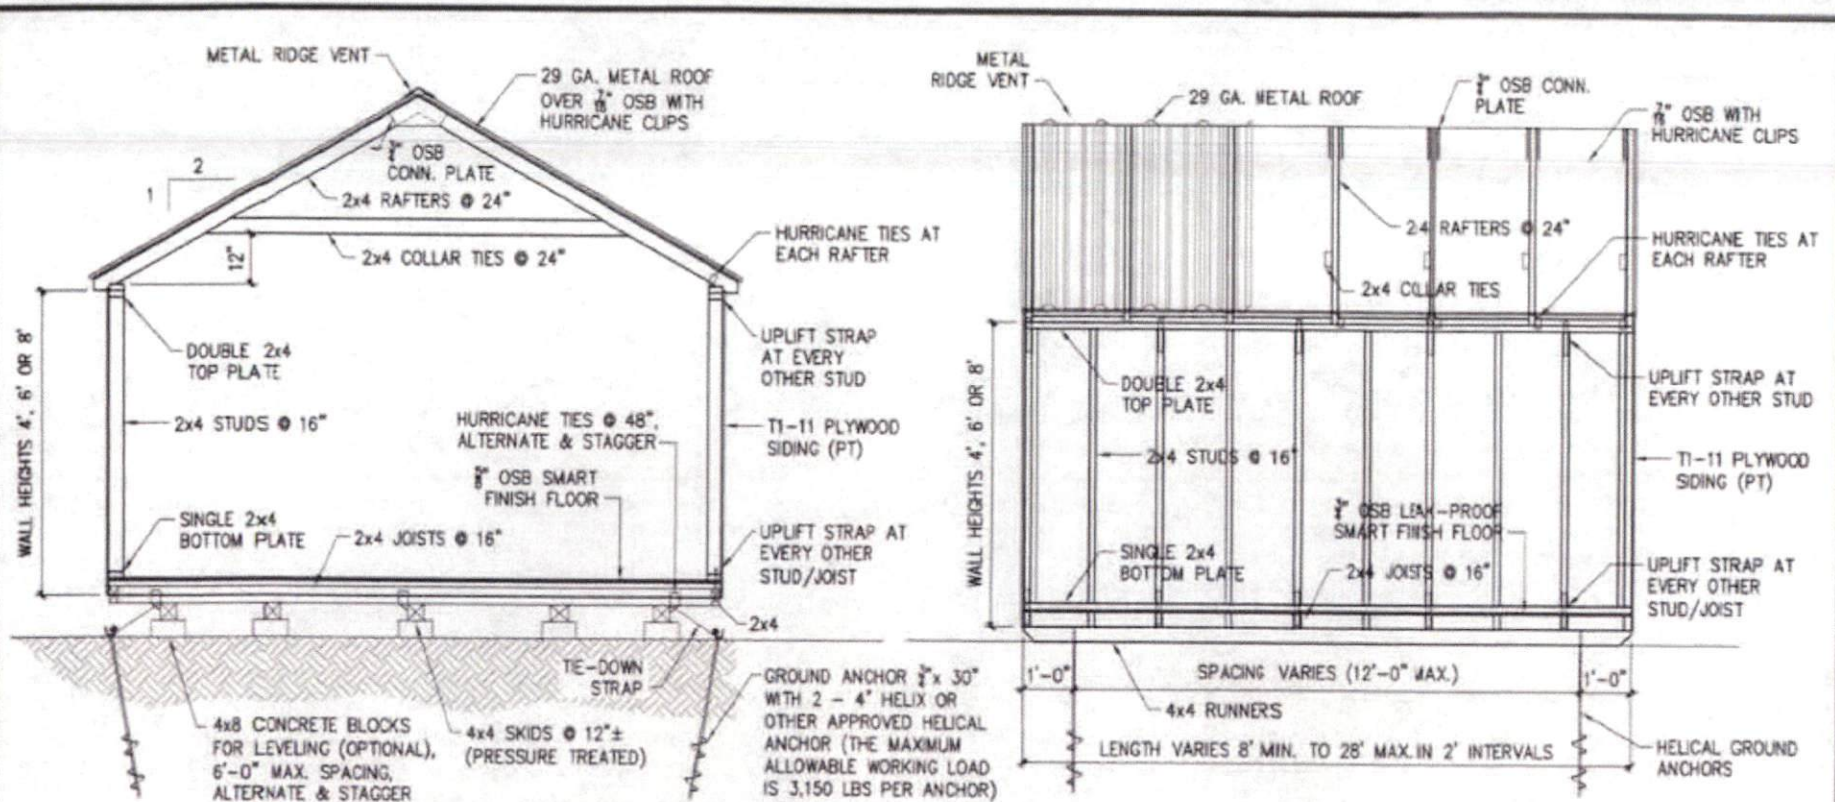 METAL RIDGE VENT
29 GA. METAL ROOF
OVER 7/16" OSB WITH
HURRICANE CLIPS
OSB
CONN. PLATE
2
1
2x4 RAFTERS @ 24"
12"
2x4 COLLAR TIES @ 24"
HURRICANE TIES AT
EACH RAFTER
WALL HEIGHTS 4', 6' OR 8'
DOUBLE 2x4
TOP PLATE
UPLIFT STRAP
AT EVERY
OTHER STUD
2x4 STUDS @ 16"
HURRICANE TIES @ 48",
ALTERNATE & STAGGER
T1-11 PLYWOOD
SIDING (PT)
OSB SMART
FINISH FLOOR
SINGLE 2x4
BOTTOM PLATE
2x4 JOISTS @ 16"
UPLIFT STRAP AT
EVERY OTHER
STUD/JOIST
2x4
TIE-DOWN
STRAP
4x8 CONCRETE BLOCKS
FOR LEVELING (OPTIONAL),
6'-0" MAX. SPACING,
ALTERNATE & STAGGER
4x4 SKIDS @ 12"±
(PRESSURE TREATED)
GROUND ANCHOR x 30"
WITH 2 - 4" HELIX OR
OTHER APPROVED HELICAL
ANCHOR (THE MAXIMUM
ALLOWABLE WORKING LOAD
IS 3,150 LBS PER ANCHOR)
METAL
RIDGE VENT
29 GA. METAL ROOF
OSB CONN.
PLATE
7/16" OSB WITH
HURRICANE CLIPS
24 RAFTERS @ 24"
HURRICANE TIES AT
EACH RAFTER
2x4 COLLAR TIES
WALL HEIGHTS 4', 6' OR 8'
DOUBLE 2x4
TOP PLATE
UPLIFT STRAP AT
EVERY OTHER STUD
2x4 STUDS @ 16"
T1-11 PLYWOOD
SIDING (PT)
OSB LEAK-PROOF
SMART FINISH FLOOR
SINGLE 2x4
BOTTOM PLATE
2x4 JOISTS @ 16"
UPLIFT STRAP AT
EVERY OTHER
STUD/JOIST
1'-0"
SPACING VARIES (12'-0" MAX.)
1'-0"
4x4 RUNNERS
LENGTH VARIES 8' MIN. TO 28' MAX. IN 2' INTERVALS
HELICAL GROUND
ANCHORS